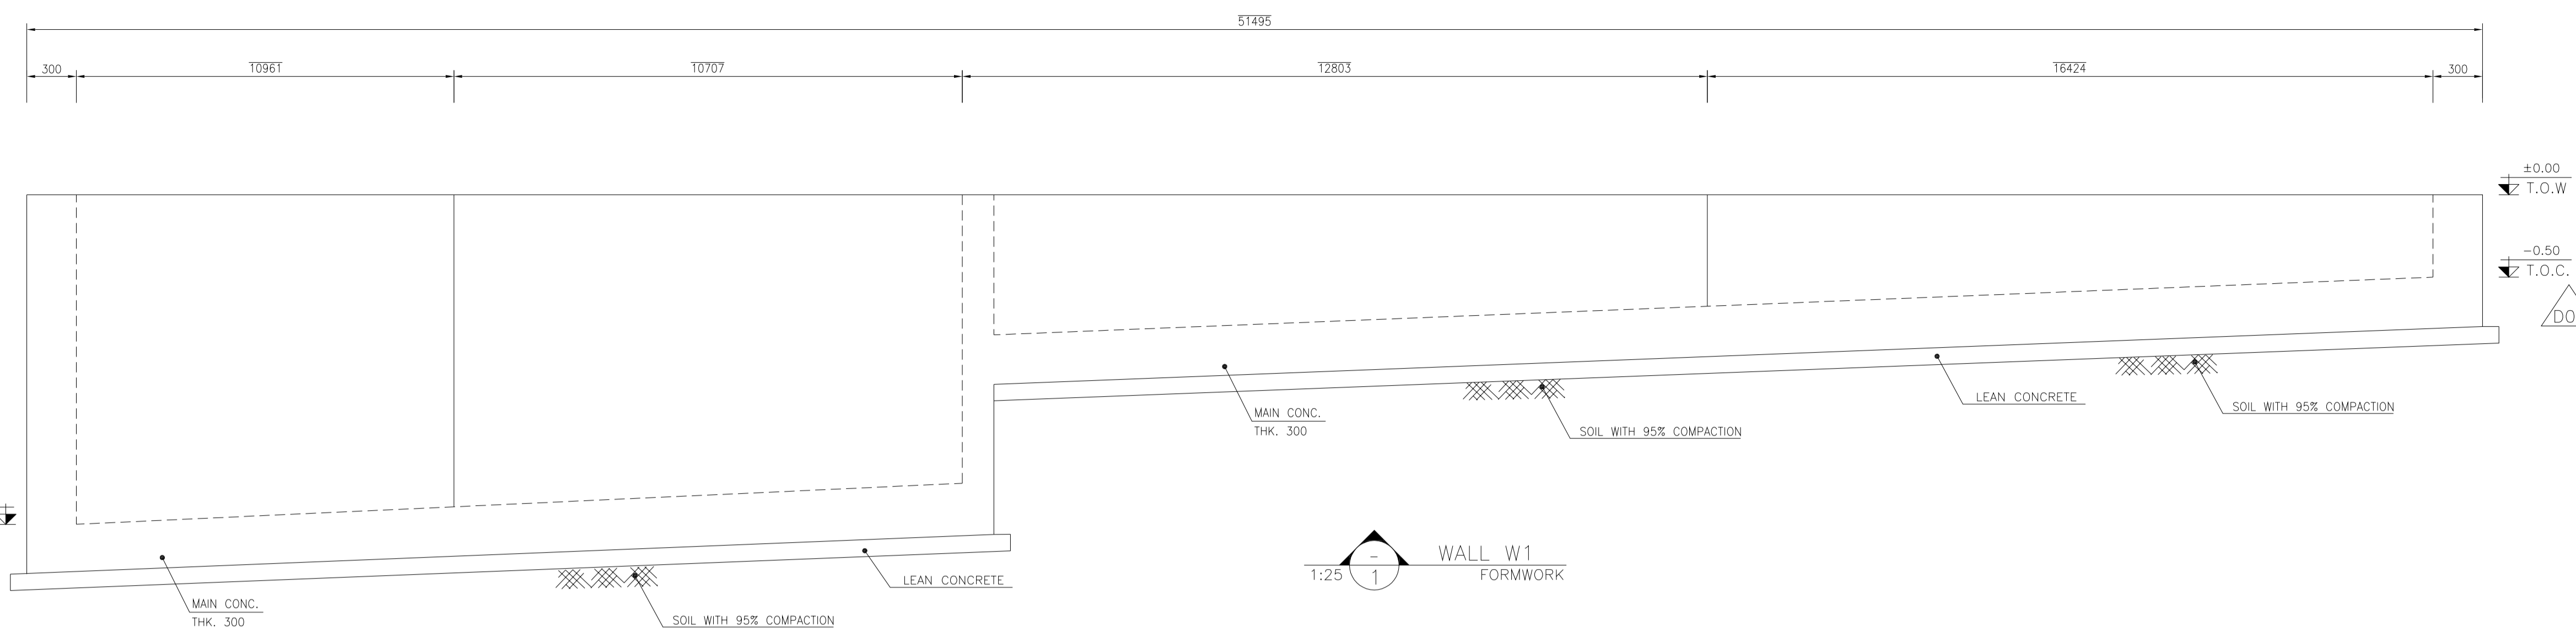 51495
300
10961
10707
12803
16424
300
±0.00
T.O.W
-0.50
T.O.C.
DO
MAIN CONC.
THK. 300
SOIL WITH 95% COMPACTION
LEAN CONCRETE
SOIL WITH 95% COMPACTION
MAIN CONC.
THK. 300
SOIL WITH 95% COMPACTION
LEAN CONCRETE
-
1
1:25
WALL W1
FORMWORK